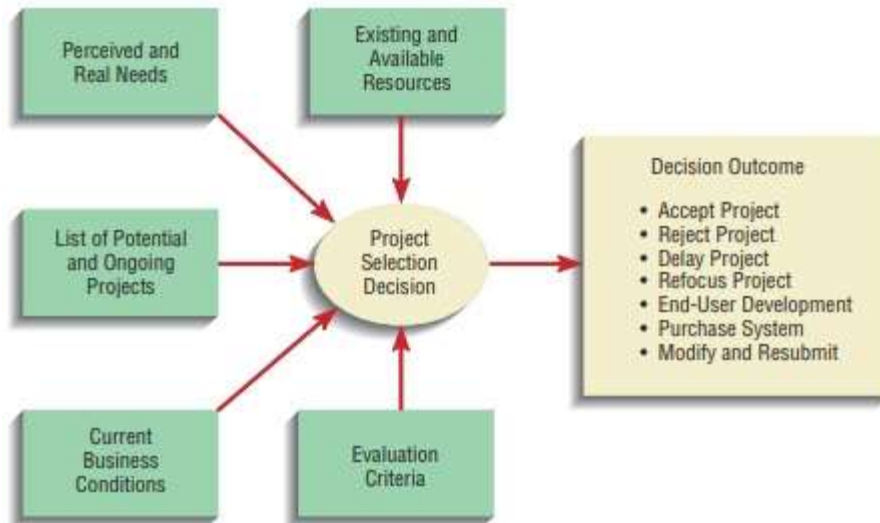 Perceived and
Real Needs
Existing and
Available
Resources
List of Potential
and Ongoing
Projects
Project
Selection
Decision
Current
Business
Conditions
Evaluation
Criteria
Decision Outcome
• Accept Project
• Reject Project
• Delay Project
• Refocus Project
• End-User Development
• Purchase System
• Modify and Resubmit